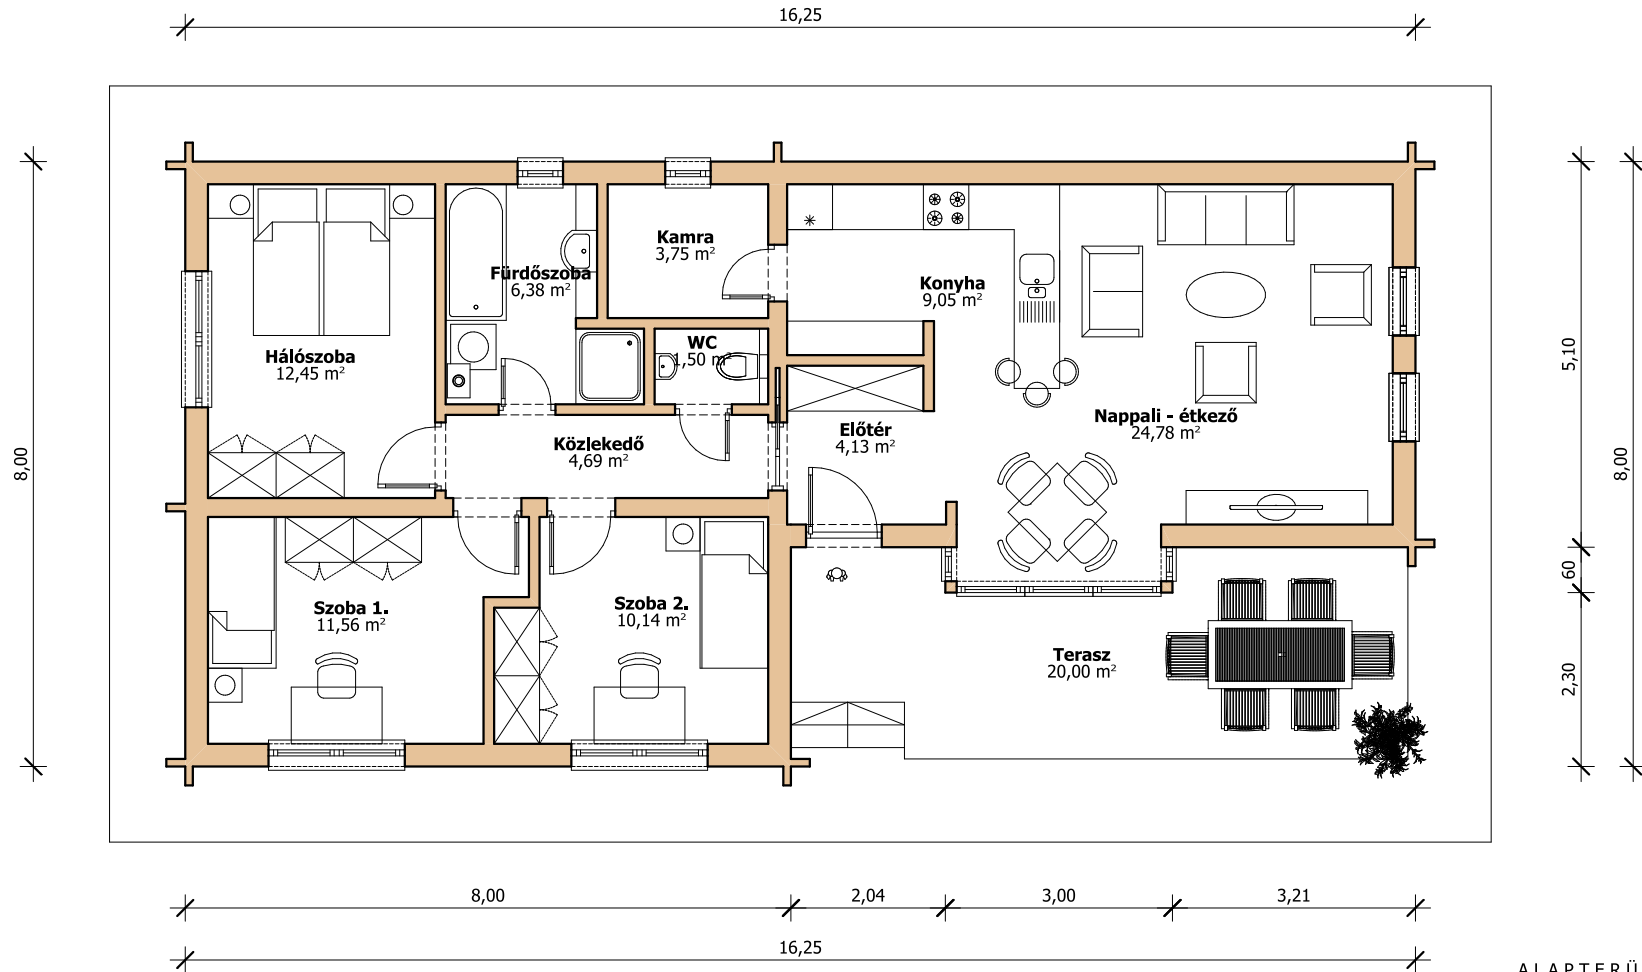 16,25
8,00
Kamra
3,75 m²
Fürdőszoba
6,38 m²
Konyha
9,05 m²
WC
1,50 m²
Hálószoba
12,45 m²
5,10
Nappali - étkező
24,78 m²
Előtér
4,13 m²
Közlekedő
4,69 m²
8,00
60
Szoba 1.
11,56 m²
Szoba 2.
10,14 m²
Terasz
20,00 m²
2,30
8,00
2,04
3,00
3,21
16,25